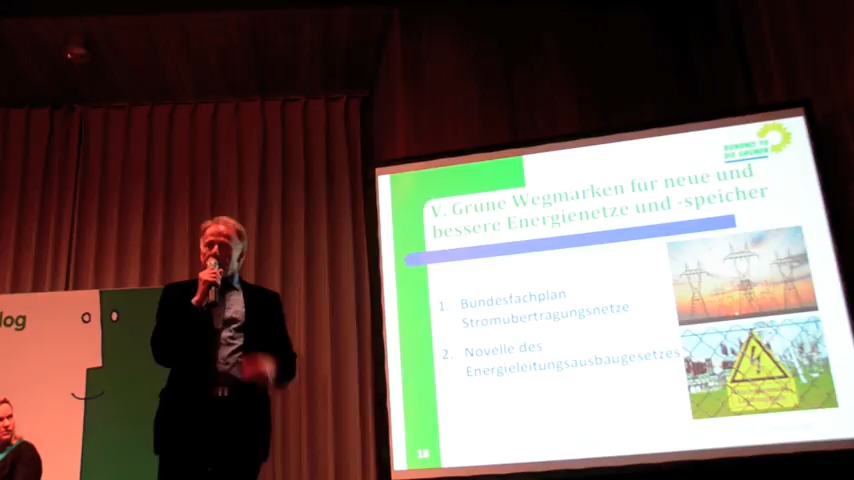 BÜNDNIS 90
DIE GRÜNEN
V. Grüne Wegmarken für neue und
bessere Energienetze und -speicher
1. Bundesfachplan
Stromübertragungsnetze
2. Novelle des
Energieleitungsausbaugesetzes
18
log